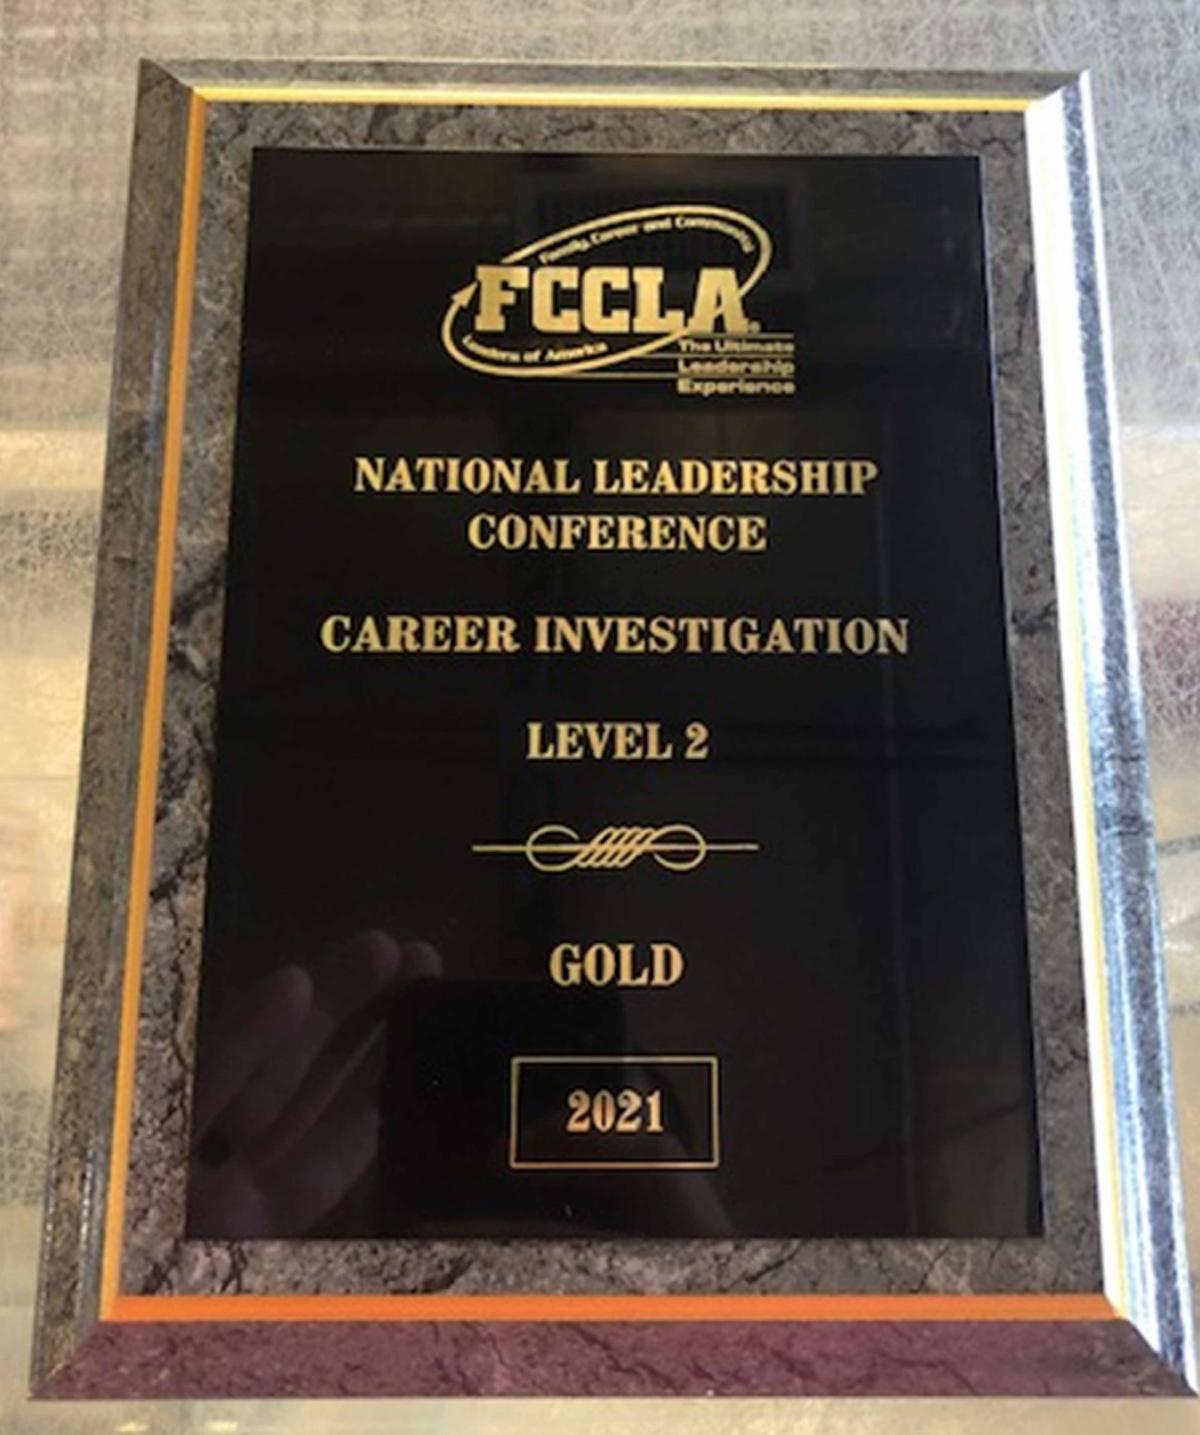 Family, Career and Community
FCCLA®
Leaders of America
The Ultimate
Leadership
Experience
NATIONAL LEADERSHIP
CONFERENCE
CAREER INVESTIGATION
LEVEL 2
GOLD
2021